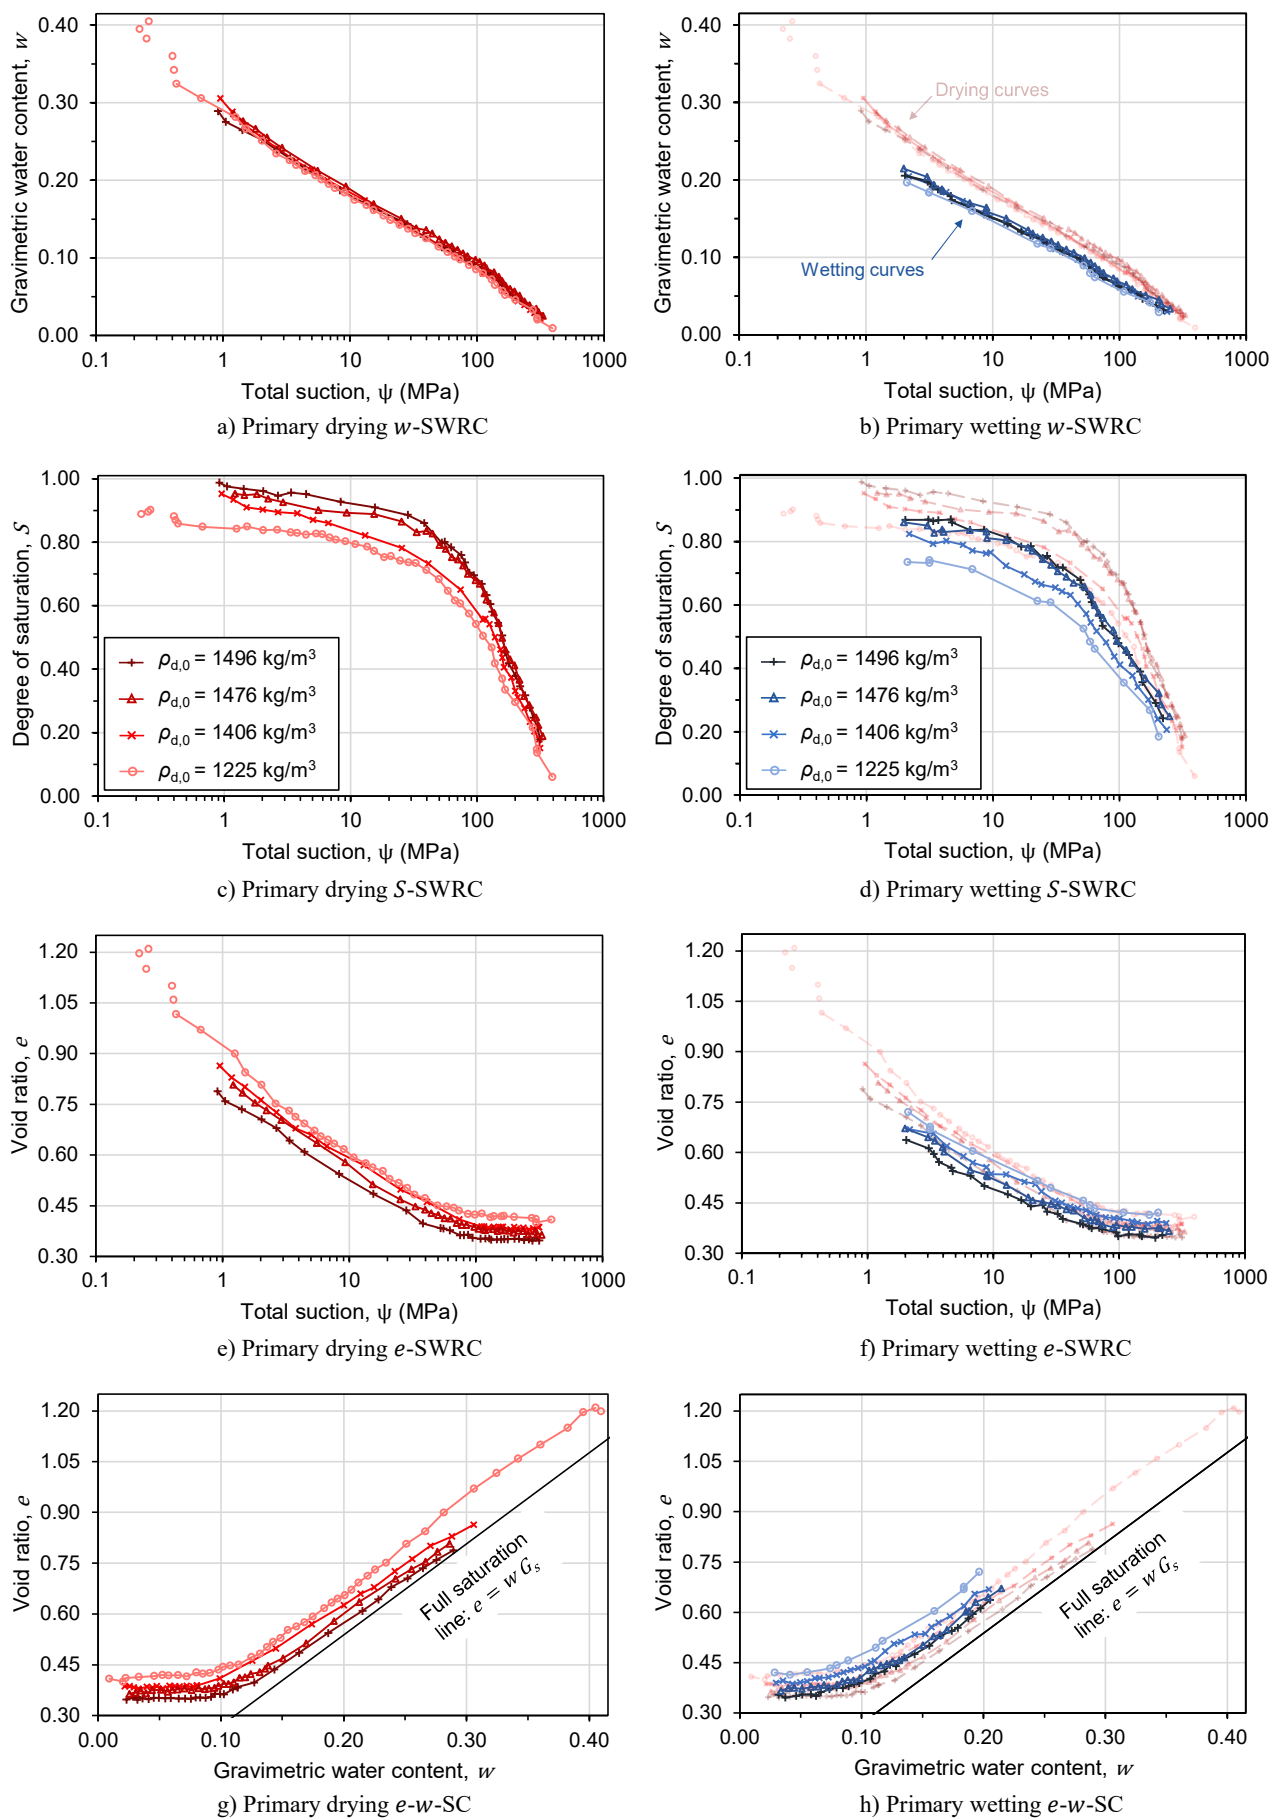 0.40
0.30
0.20
0.10
0.00
Gravimetric water content, w
0.1 1 10 100 1000
Total suction, ψ (MPa)
a) Primary drying w-SWRC
0.40
0.30
0.20
0.10
0.00
Gravimetric water content, w
Drying curves
Wetting curves
0.1 1 10 100 1000
Total suction, ψ (MPa)
b) Primary wetting w-SWRC
1.00
0.80
0.60
0.40
0.20
0.00
Degree of saturation, S
ρd,0 = 1496 kg/m³
ρd,0 = 1476 kg/m³
ρd,0 = 1406 kg/m³
ρd,0 = 1225 kg/m³
0.1 1 10 100 1000
Total suction, ψ (MPa)
c) Primary drying S-SWRC
1.00
0.80
0.60
0.40
0.20
0.00
Degree of saturation, S
ρd,0 = 1496 kg/m³
ρd,0 = 1476 kg/m³
ρd,0 = 1406 kg/m³
ρd,0 = 1225 kg/m³
0.1 1 10 100 1000
Total suction, ψ (MPa)
d) Primary wetting S-SWRC
1.20
1.05
0.90
0.75
0.60
0.45
0.30
Void ratio, e
0.1 1 10 100 1000
Total suction, ψ (MPa)
e) Primary drying e-SWRC
1.20
1.05
0.90
0.75
0.60
0.45
0.30
Void ratio, e
0.1 1 10 100 1000
Total suction, ψ (MPa)
f) Primary wetting e-SWRC
1.20
1.05
0.90
0.75
0.60
0.45
0.30
Void ratio, e
Full saturation
line: e = w Gs
0.00 0.10 0.20 0.30 0.40
Gravimetric water content, w
g) Primary drying e-w-SC
1.20
1.05
0.90
0.75
0.60
0.45
0.30
Void ratio, e
Full saturation
line: e = w Gs
0.00 0.10 0.20 0.30 0.40
Gravimetric water content, w
h) Primary wetting e-w-SC